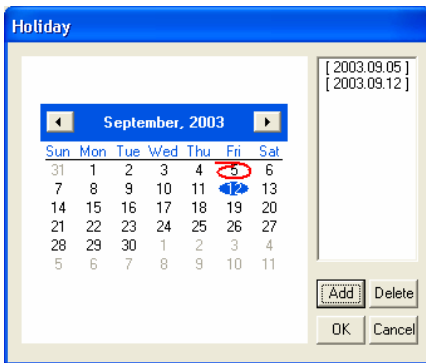 Holiday
September, 2003
Sun Mon Tue Wed Thu Fri Sat
31 1 2 3 4 5 6
7 8 9 10 11 12 13
14 15 16 17 18 19 20
21 22 23 24 25 26 27
28 29 30 1 2 3 4
5 6 7 8 9 10 11
[ 2003.09.05 ]
[ 2003.09.12 ]
Add Delete
OK Cancel